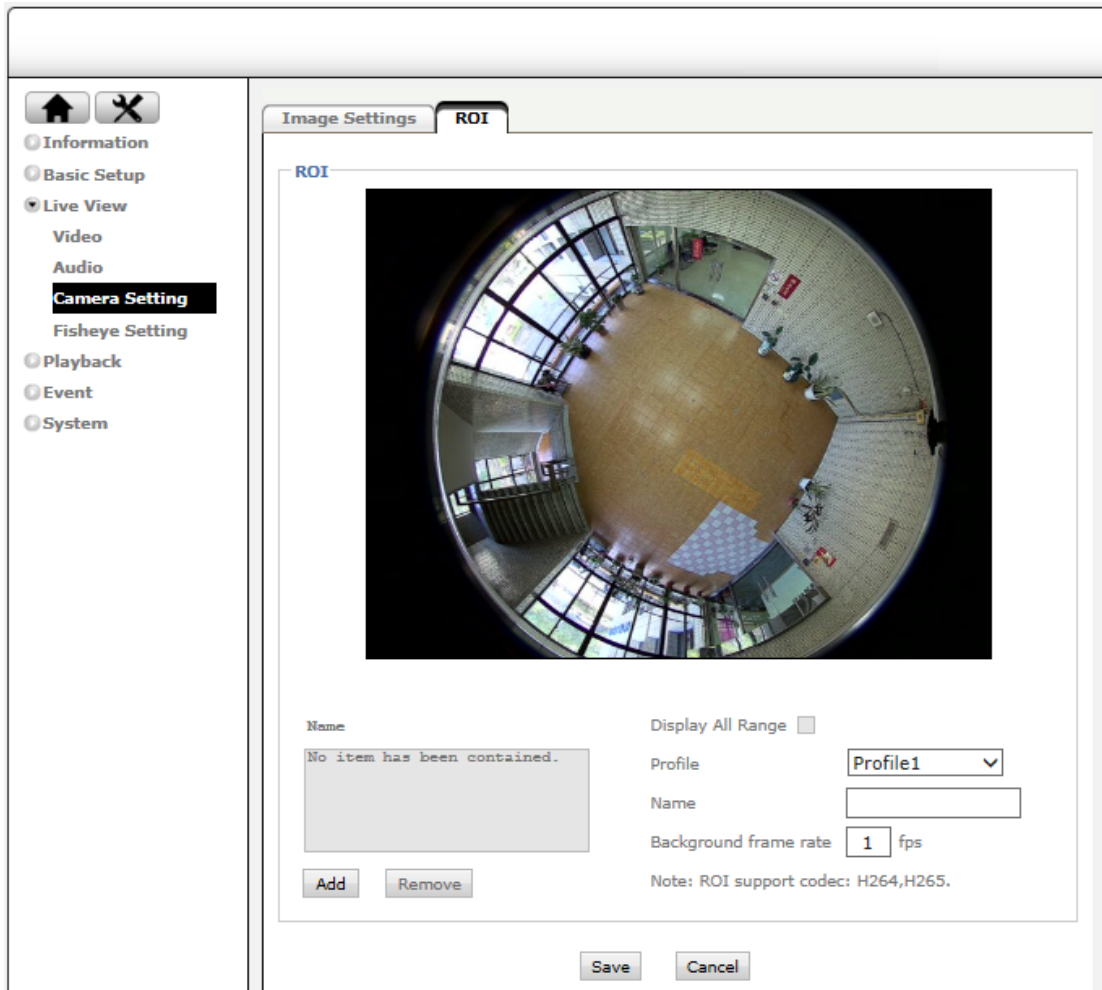 Image Settings
ROI
Information
Basic Setup
Live View
Video
Audio
Camera Setting
Fisheye Setting
Playback
Event
System
ROI
Name
No item has been contained.
Add
Remove
Display All Range
Profile
Profile1
Name
Background frame rate
1
fps
Note: ROI support codec: H264,H265.
Save
Cancel